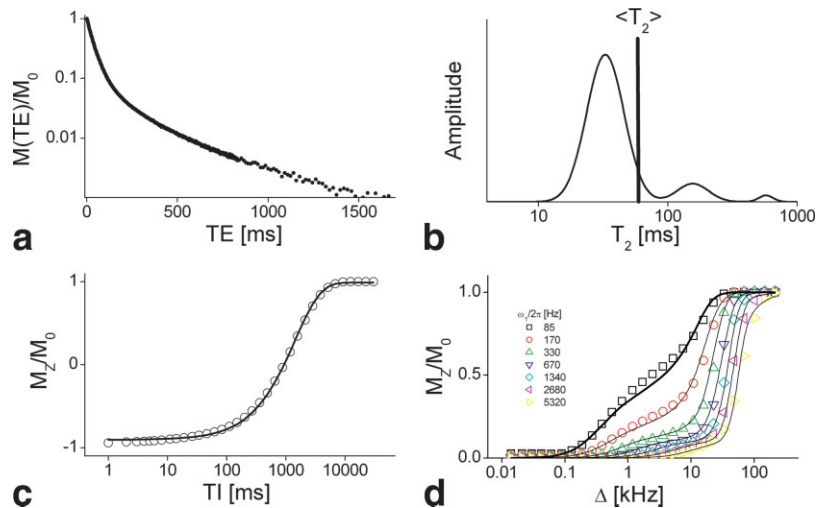 1
0.1
0.01
M(TE)/M₀
0 500 1000 1500
TE [ms]
a
<T₂>
Amplitude
10 100 1000
T₂ [ms]
b
1
0
-1
M_Z/M₀
1 10 100 1000 10000
TI [ms]
c
1.0
0.5
0.0
M_Z/M₀
ω₁/2π [Hz]
85
170
330
670
1340
2680
5320
0.01 0.1 1 10 100
Δ [kHz]
d